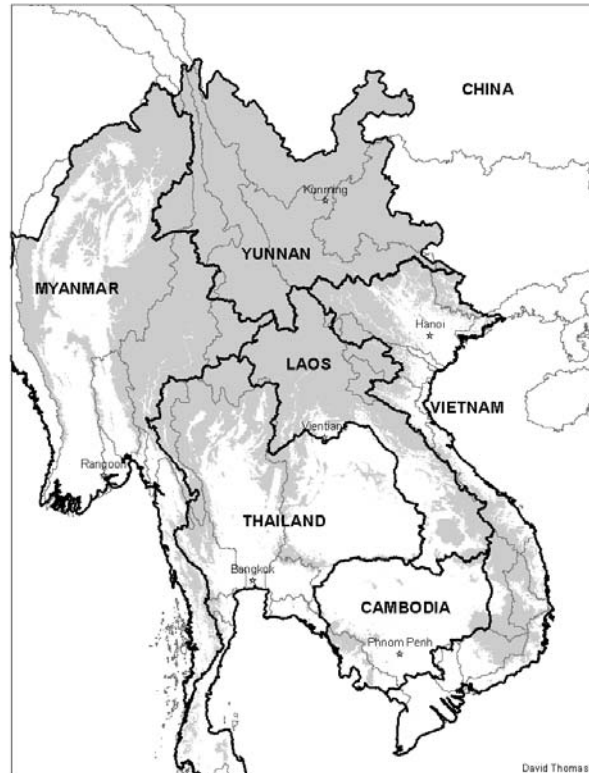 CHINA
Kunming
YUNNAN
MYANMAR
Hanoi
LAOS
VIETNAM
Vientiane
Rangoon
THAILAND
Bangkok
CAMBODIA
Phnom Penh
David Thomas